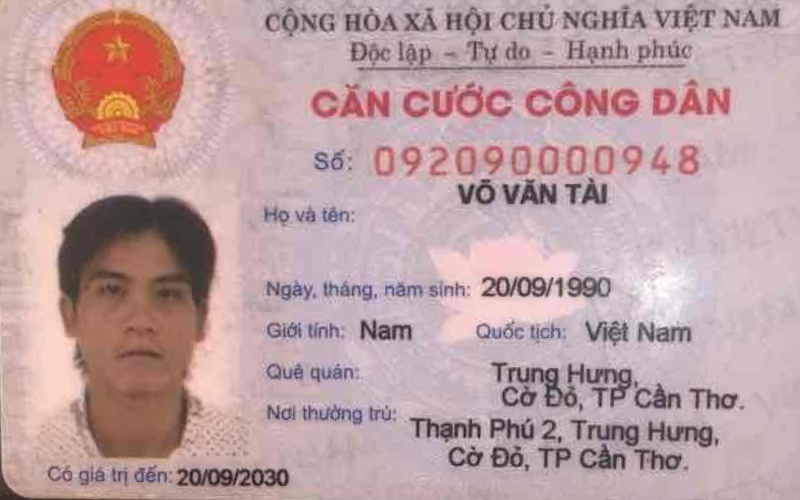 CỘNG HÒA XÃ HỘI CHỦ NGHĨA VIỆT NAM
Độc lập - Tự do - Hạnh phúc
CĂN CƯỚC CÔNG DÂN
Số: 092090000948
VÕ VĂN TÀI
Họ và tên:
Ngày, tháng, năm sinh: 20/09/1990
Giới tính: Nam Quốc tịch: Việt Nam
Quê quán: Trung Hưng,
Cờ Đỏ, TP Cần Thơ.
Nơi thường trú: Thạnh Phú 2, Trung Hưng,
Cờ Đỏ, TP Cần Thơ.
Có giá trị đến: 20/09/2030